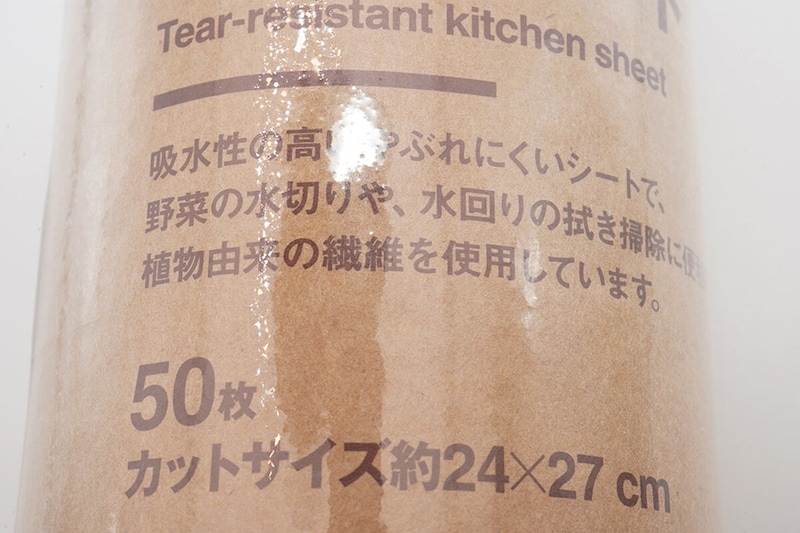 ト
Tear-resistant kitchen sheet
吸水性の高いやぶれにくいシートで、
野菜の水切りや、水回りの拭き掃除に便
植物由来の繊維を使用しています。
50枚
カットサイズ約24×27 cm